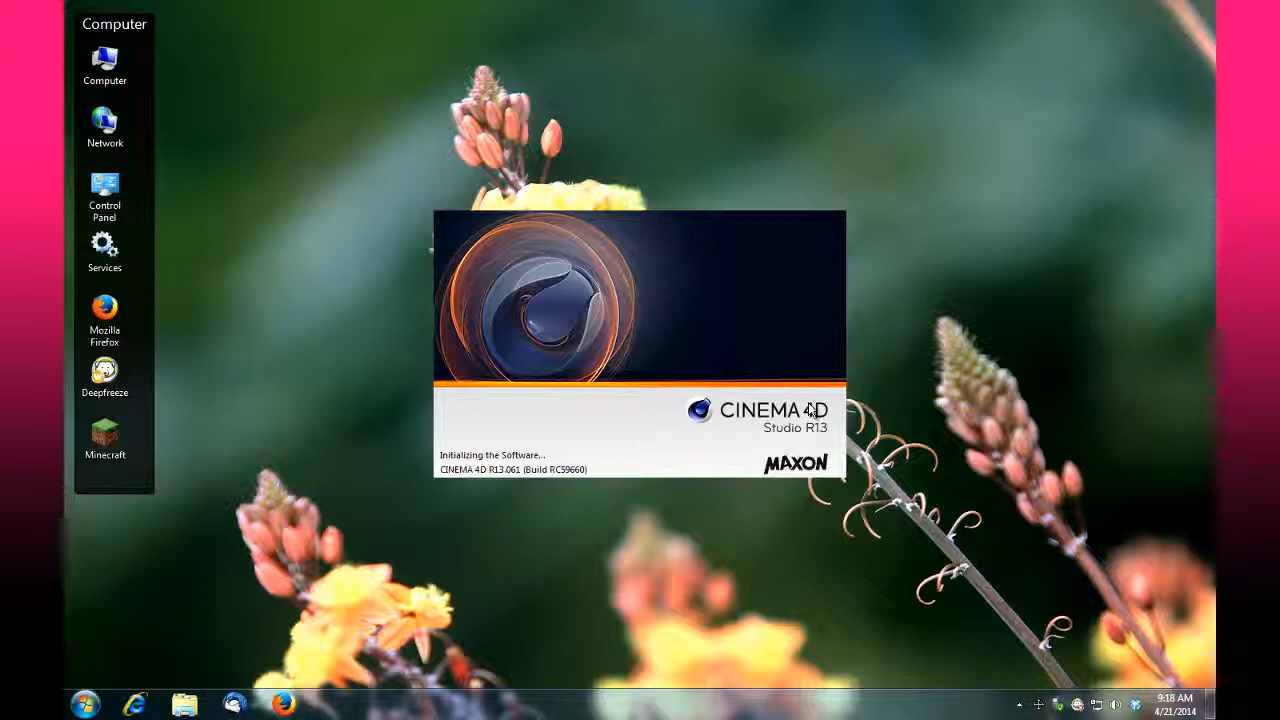 Computer
Computer
Network
Control
Panel
Services
Mozilla
Firefox
Deepfreeze
Minecraft
CINEMA 4D
Studio R13
Initializing the Software...
CINEMA 4D R13.061 (Build RC59660)
MAXON
9:18 AM
4/21/2014